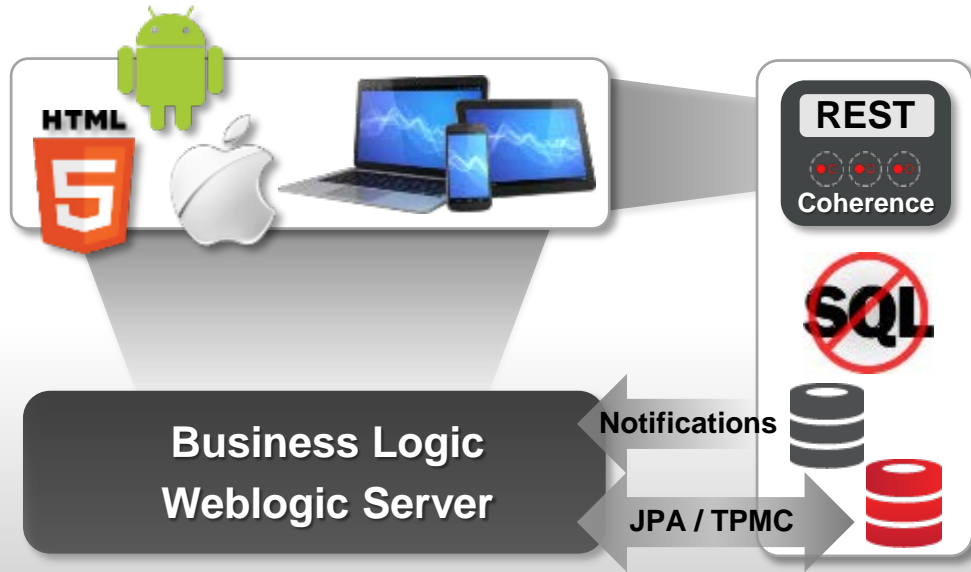 HTML
5
REST
Coherence
SQL
Notifications
Business Logic
Weblogic Server
JPA / TPMC